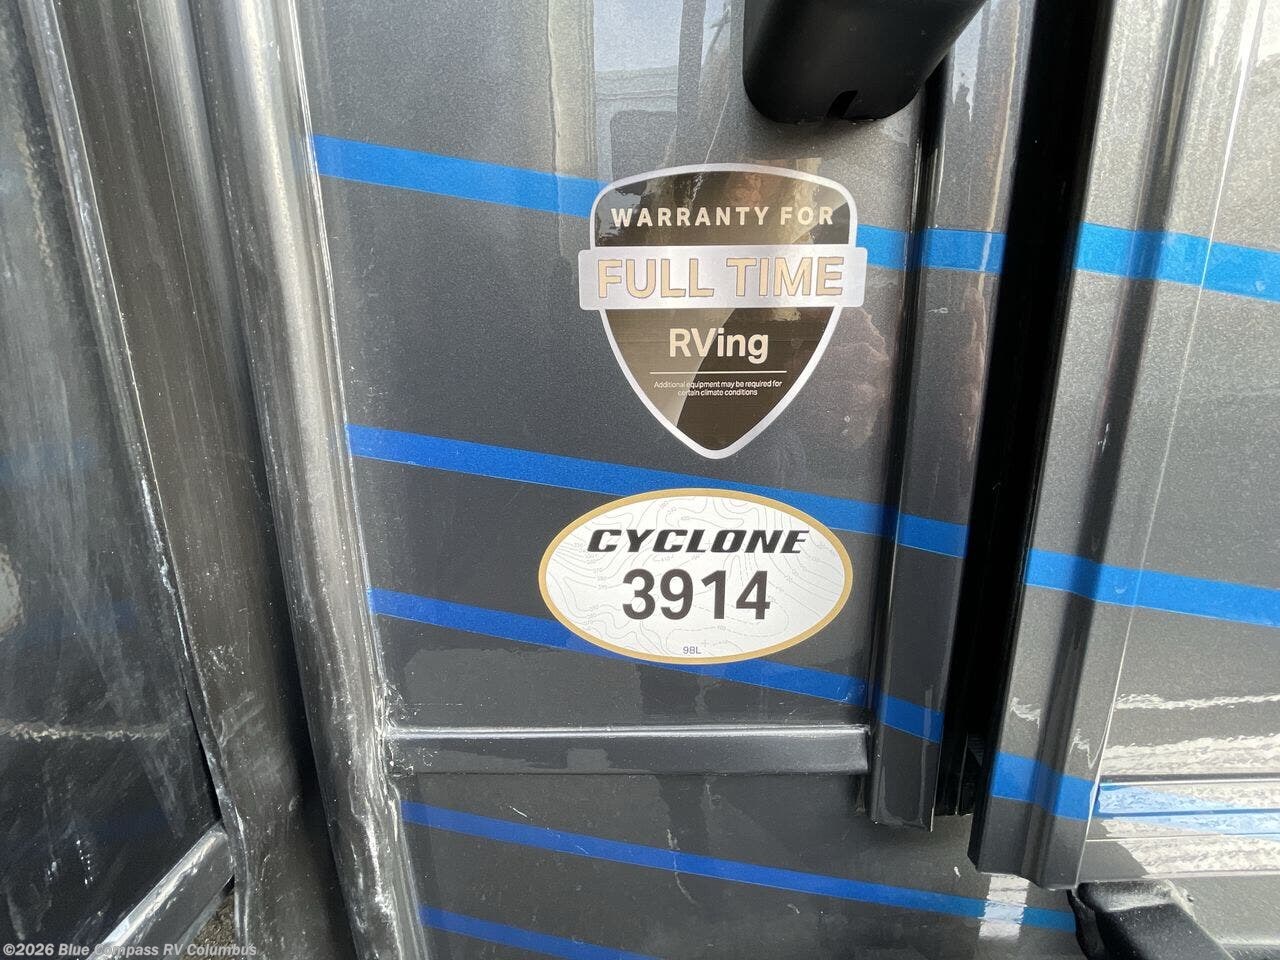 WARRANTY FOR
FULL TIME
RVing
Additional equipment may be required for
certain climate conditions
CYCLONE
3914
98L
©2026 Blue Compass RV Columbus